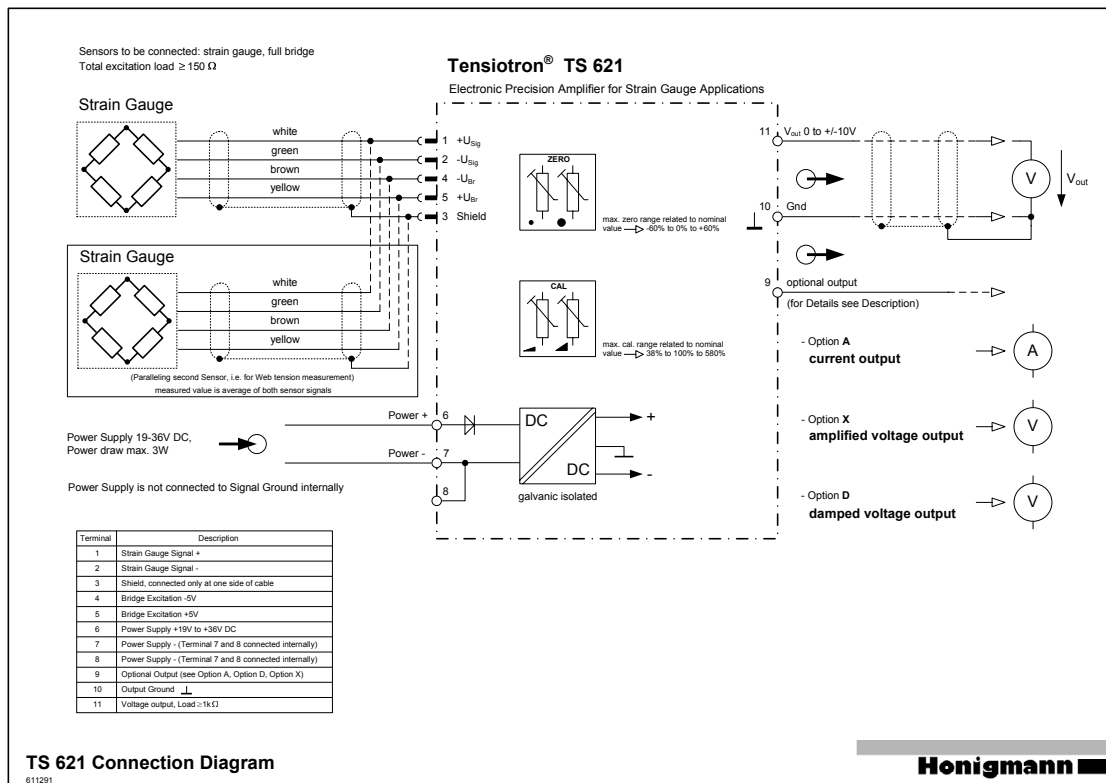 Sensors to be connected: strain gauge, full bridge
Total excitation load ≥ 150 Ω
Tensiotron® TS 621
Electronic Precision Amplifier for Strain Gauge Applications
Strain Gauge
white
green
brown
yellow
1 +USig
2 -USig
4 -UBr
5 +UBr
3 Shield
ZERO
max. zero range related to nominal
value -60% to 0% to +60%
11 Vout 0 to +/-10V
V
Vout
10 Gnd
Strain Gauge
white
green
brown
yellow
(Paralleling second Sensor, i.e. for Web tension measurement)
measured value is average of both sensor signals
CAL
max. cal. range related to nominal
value 38% to 100% to 580%
9 optional output
(for Details see Description)
- Option A
current output
A
- Option X
amplified voltage output
V
- Option D
damped voltage output
V
Power Supply 19-36V DC,
Power draw max. 3W
Power + 6
Power - 7
8
DC
DC
+
-
galvanic isolated
Power Supply is not connected to Signal Ground internally
Terminal Description
1 Strain Gauge Signal +
2 Strain Gauge Signal -
3 Shield, connected only at one side of cable
4 Bridge Excitation -5V
5 Bridge Excitation +5V
6 Power Supply +19V to +36V DC
7 Power Supply - (Terminal 7 and 8 connected internally)
8 Power Supply - (Terminal 7 and 8 connected internally)
9 Optional Output (see Option A, Option D, Option X)
10 Output Ground
11 Voltage output, Load ≥1kΩ
TS 621 Connection Diagram
611291
Honigmann